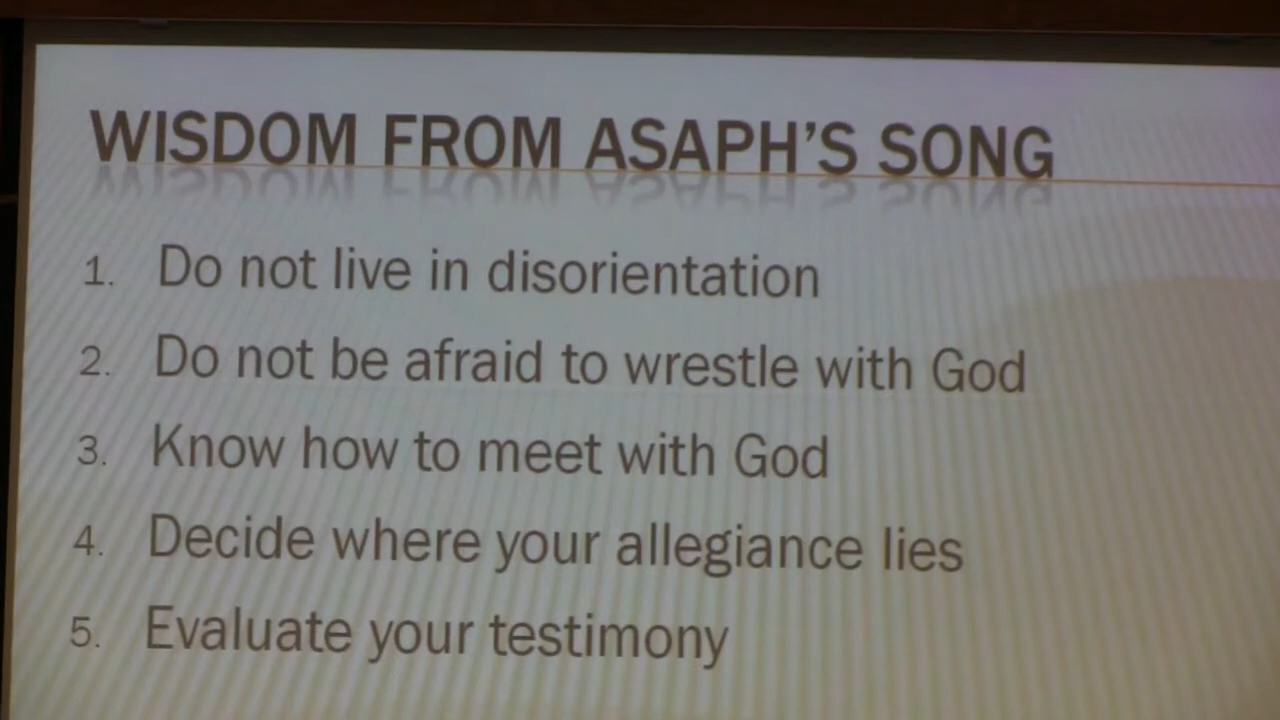 WISDOM FROM ASAPH'S SONG
1. Do not live in disorientation
2. Do not be afraid to wrestle with God
3. Know how to meet with God
4. Decide where your allegiance lies
5. Evaluate your testimony